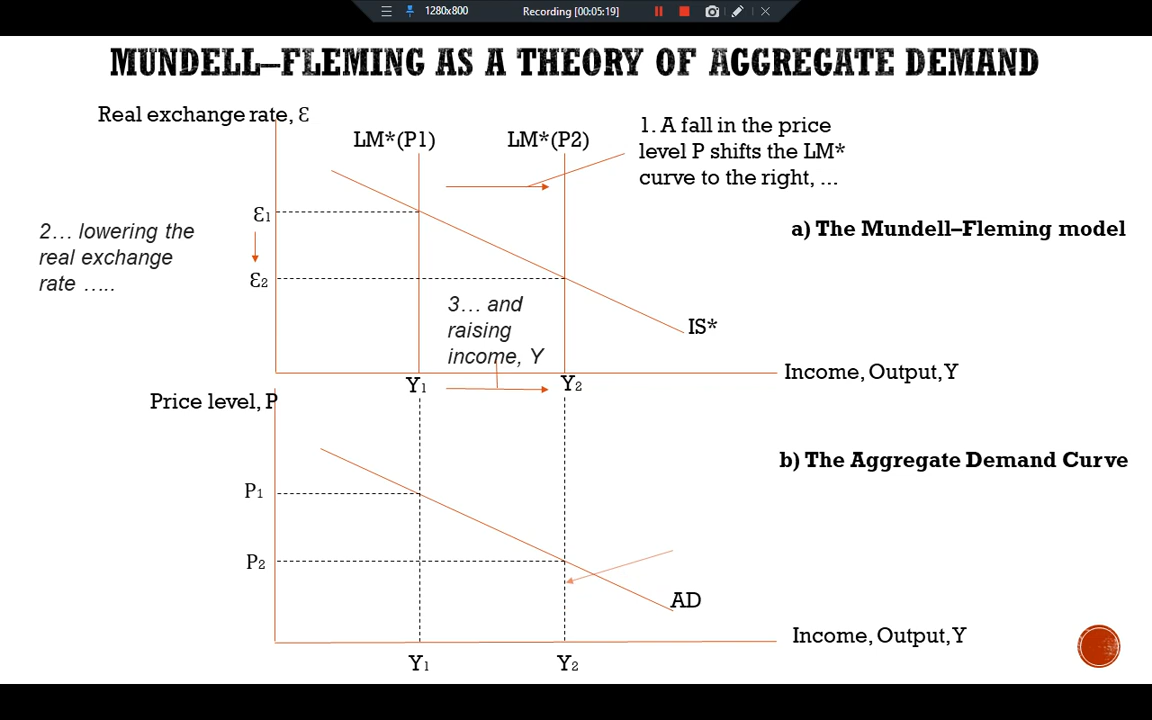 1280x800
Recording [00:05:19]
MUNDELL–FLEMING AS A THEORY OF AGGREGATE DEMAND
Real exchange rate, Ɛ
LM*(P1)
LM*(P2)
1. A fall in the price
level P shifts the LM*
curve to the right, ...
Ɛ1
2… lowering the
real exchange
rate …..
a) The Mundell–Fleming model
Ɛ2
3… and
raising
income, Y
IS*
Income, Output,Y
Y1
Y2
Price level, P
b) The Aggregate Demand Curve
P1
P2
AD
Income, Output,Y
Y1
Y2